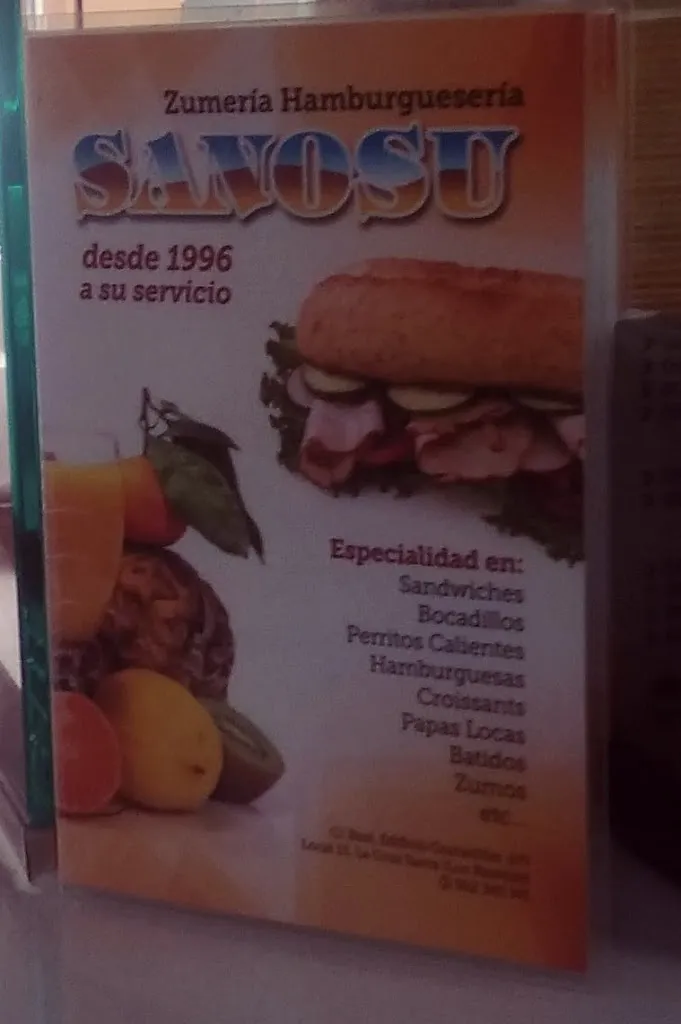 Zumería Hamburguesería
SANOSU
desde 1996
a su servicio
Especialidad en:
Sandwiches
Bocadillos
Perritos Calientes
Hamburguesas
Croissants
Papas Locas
Batidos
Zumos
etc...